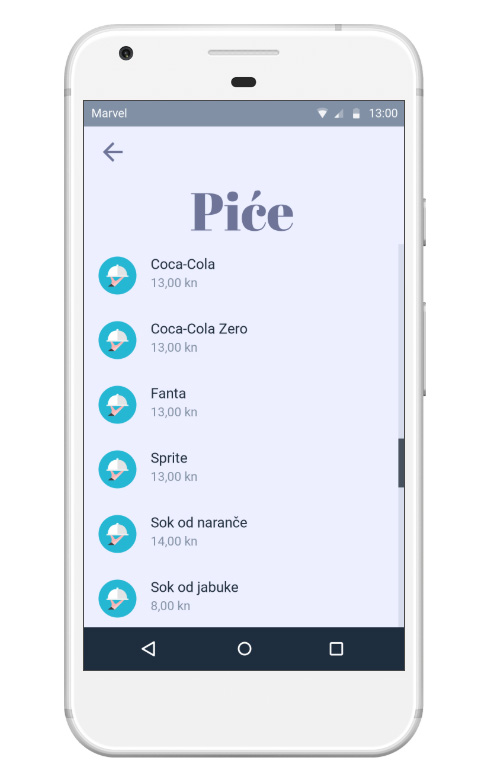 Marvel 13:00
Piće
Coca-Cola
13,00 kn
Coca-Cola Zero
13,00 kn
Fanta
13,00 kn
Sprite
13,00 kn
Sok od naranče
14,00 kn
Sok od jabuke
8,00 kn